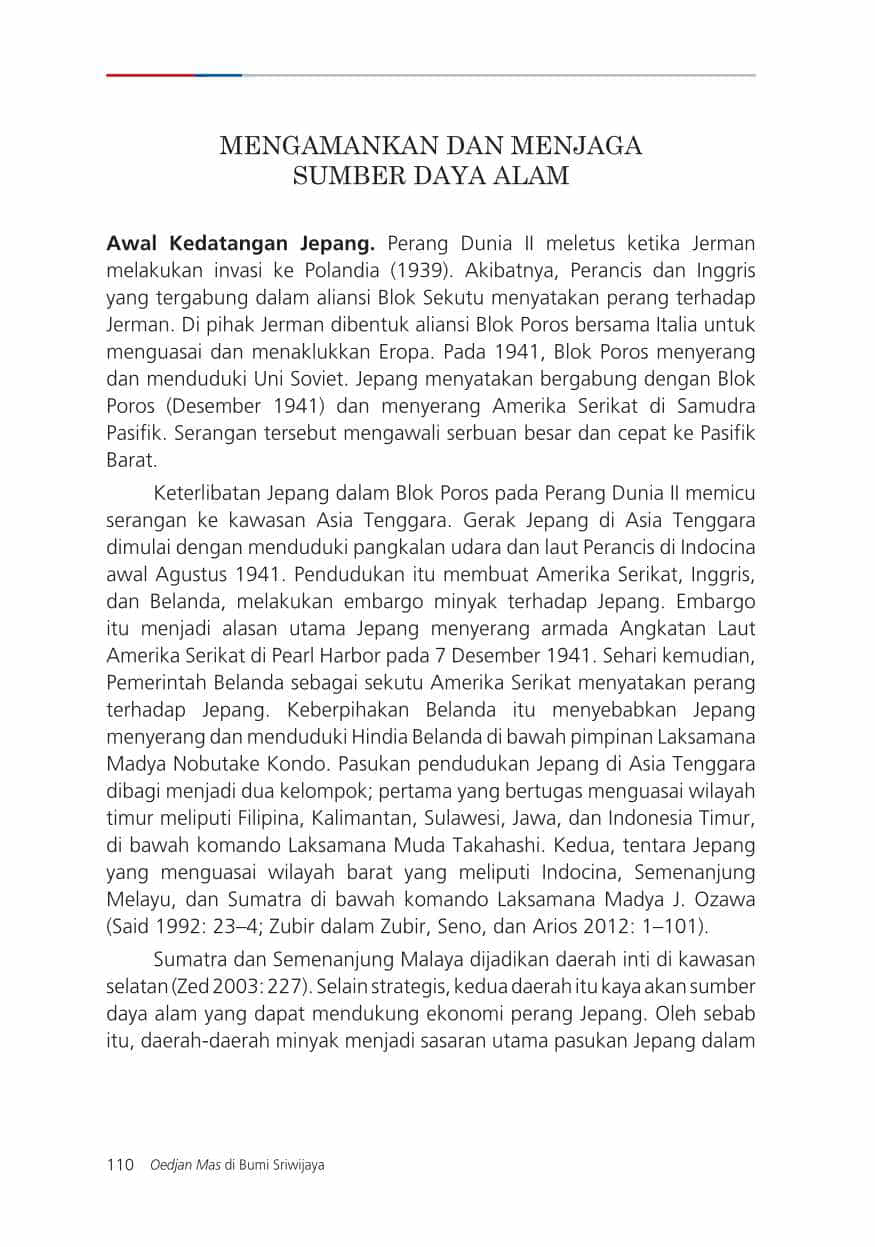 MENGAMANKAN DAN MENJAGA
SUMBER DAYA ALAM
Awal Kedatangan Jepang. Perang Dunia II meletus ketika Jerman
melakukan invasi ke Polandia (1939). Akibatnya, Perancis dan Inggris
yang tergabung dalam aliansi Blok Sekutu menyatakan perang terhadap
Jerman. Di pihak Jerman dibentuk aliansi Blok Poros bersama Italia untuk
menguasai dan menaklukkan Eropa. Pada 1941, Blok Poros menyerang
dan menduduki Uni Soviet. Jepang menyatakan bergabung dengan Blok
Poros (Desember 1941) dan menyerang Amerika Serikat di Samudra
Pasifik. Serangan tersebut mengawali serbuan besar dan cepat ke Pasifik
Barat.
Keterlibatan Jepang dalam Blok Poros pada Perang Dunia II memicu
serangan ke kawasan Asia Tenggara. Gerak Jepang di Asia Tenggara
dimulai dengan menduduki pangkalan udara dan laut Perancis di Indocina
awal Agustus 1941. Pendudukan itu membuat Amerika Serikat, Inggris,
dan Belanda, melakukan embargo minyak terhadap Jepang. Embargo
itu menjadi alasan utama Jepang menyerang armada Angkatan Laut
Amerika Serikat di Pearl Harbor pada 7 Desember 1941. Sehari kemudian,
Pemerintah Belanda sebagai sekutu Amerika Serikat menyatakan perang
terhadap Jepang. Keberpihakan Belanda itu menyebabkan Jepang
menyerang dan menduduki Hindia Belanda di bawah pimpinan Laksamana
Madya Nobutake Kondo. Pasukan pendudukan Jepang di Asia Tenggara
dibagi menjadi dua kelompok; pertama yang bertugas menguasai wilayah
timur meliputi Filipina, Kalimantan, Sulawesi, Jawa, dan Indonesia Timur,
di bawah komando Laksamana Muda Takahashi. Kedua, tentara Jepang
yang menguasai wilayah barat yang meliputi Indocina, Semenanjung
Melayu, dan Sumatra di bawah komando Laksamana Madya J. Ozawa
(Said 1992: 23–4; Zubir dalam Zubir, Seno, dan Arios 2012: 1–101).
Sumatra dan Semenanjung Malaya dijadikan daerah inti di kawasan
selatan (Zed 2003: 227). Selain strategis, kedua daerah itu kaya akan sumber
daya alam yang dapat mendukung ekonomi perang Jepang. Oleh sebab
itu, daerah-daerah minyak menjadi sasaran utama pasukan Jepang dalam
110 Oedjan Mas di Bumi Sriwijaya